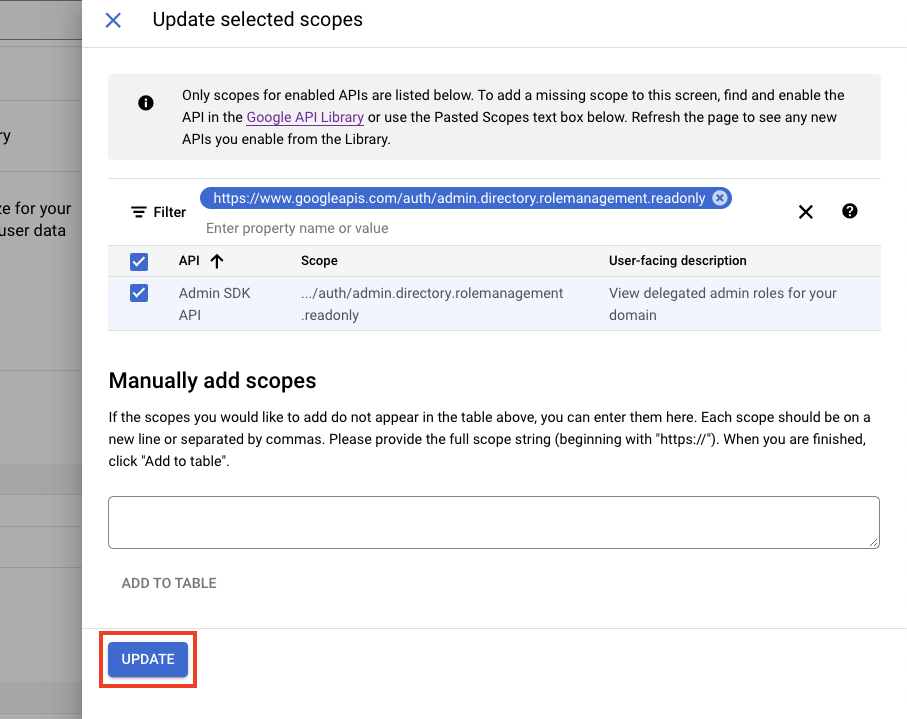 Update selected scopes
Only scopes for enabled APIs are listed below. To add a missing scope to this screen, find and enable the
API in the Google API Library or use the Pasted Scopes text box below. Refresh the page to see any new
APIs you enable from the Library.
ry
ze for your
user data
Filter
https://www.googleapis.com/auth/admin.directory.rolemanagement.readonly
Enter property name or value
API Scope User-facing description
Admin SDK .../auth/admin.directory.rolemanagement View delegated admin roles for your
API .readonly domain
Manually add scopes
If the scopes you would like to add do not appear in the table above, you can enter them here. Each scope should be on a
new line or separated by commas. Please provide the full scope string (beginning with "https://"). When you are finished,
click "Add to table".
ADD TO TABLE
UPDATE